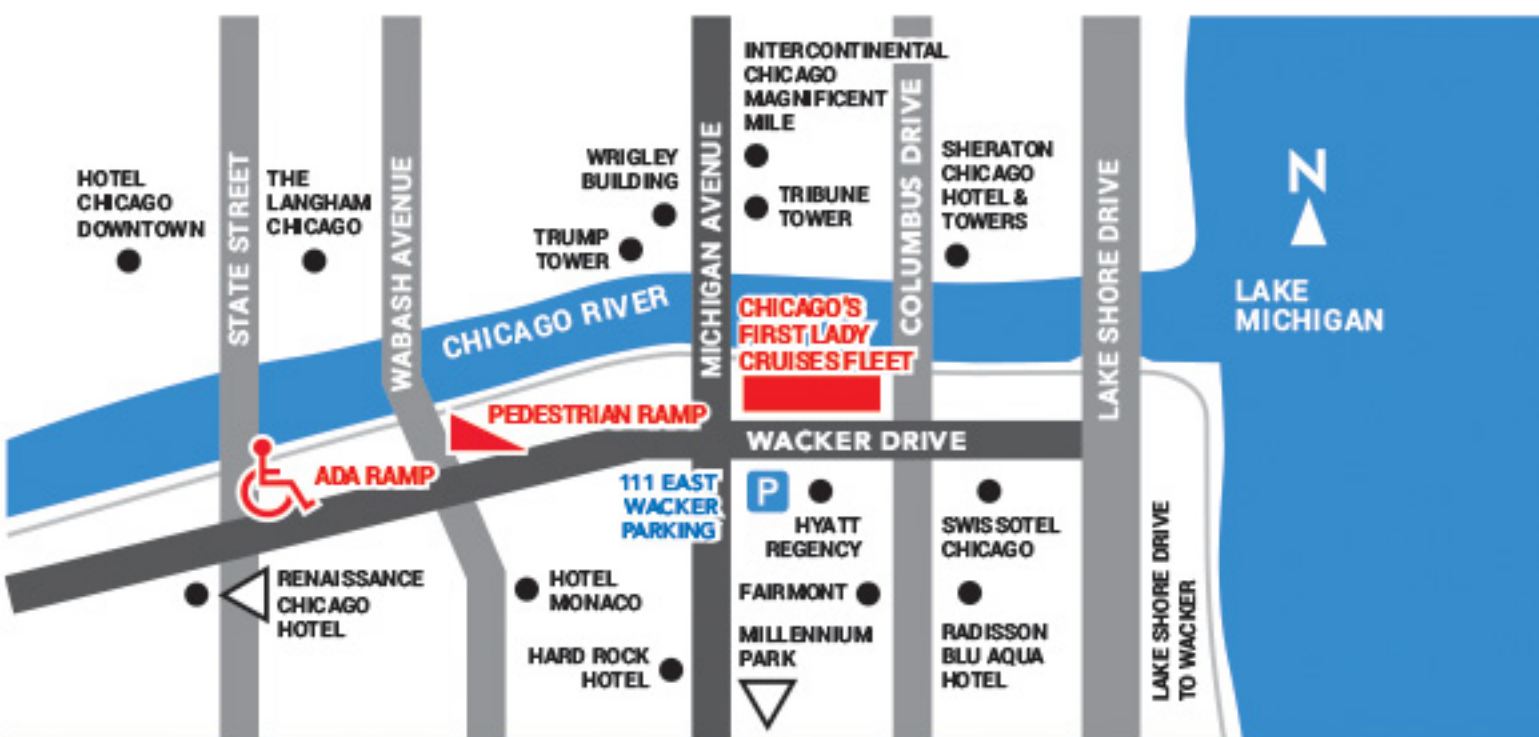 HOTEL
CHICAGO
DOWNTOWN
STATE STREET
THE
LANGHAM
CHICAGO
WABASH AVENUE
WRIGLEY
BUILDING
TRUMP
TOWER
CHICAGO RIVER
MICHIGAN AVENUE
INTERCONTINENTAL
CHICAGO
MAGNIFICENT
MILE
TRIBUNE
TOWER
COLUMBUS DRIVE
SHERATON
CHICAGO
HOTEL &
TOWERS
LAKE SHORE DRIVE
N
LAKE
MICHIGAN
CHICAGO'S
FIRST LADY
CRUISES FLEET
PEDESTRIAN RAMP
ADA RAMP
WACKER DRIVE
111 EAST
WACKER
PARKING
P
HYATT
REGENCY
SWISSOTEL
CHICAGO
RENAISSANCE
CHICAGO
HOTEL
HOTEL
MONACO
HARD ROCK
HOTEL
FAIRMONT
MILLENNIUM
PARK
RADISSON
BLU AQUA
HOTEL
LAKE SHORE DRIVE
TO WACKER